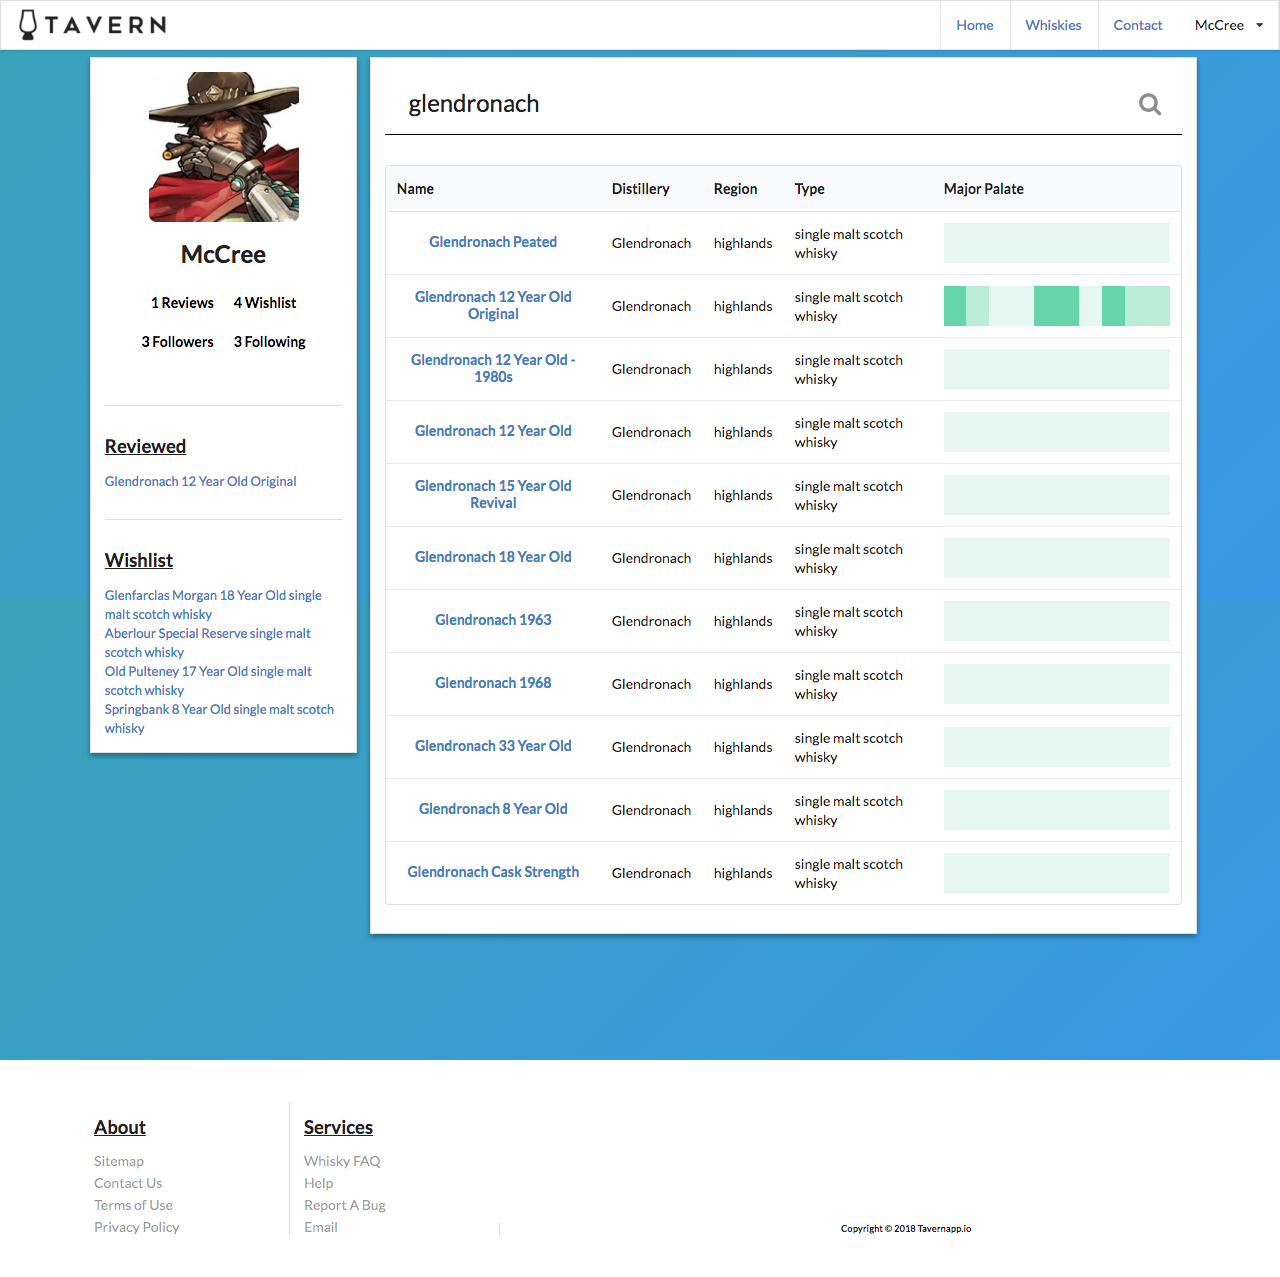 TAVERN
Home
Whiskies
Contact
McCree
McCree
1 Reviews
4 Wishlist
3 Followers
3 Following
Reviewed
Glendronach 12 Year Old Original
Wishlist
Glenfarclas Morgan 18 Year Old single
malt scotch whisky
Aberlour Special Reserve single malt
scotch whisky
Old Pulteney 17 Year Old single malt
scotch whisky
Springbank 8 Year Old single malt scotch
whisky
glendronach
Name Distillery Region Type Major Palate
Glendronach Peated Glendronach highlands single malt scotch
whisky
Glendronach 12 Year Old Glendronach highlands single malt scotch
Original whisky
Glendronach 12 Year Old - Glendronach highlands single malt scotch
1980s whisky
Glendronach 12 Year Old Glendronach highlands single malt scotch
whisky
Glendronach 15 Year Old Glendronach highlands single malt scotch
Revival whisky
Glendronach 18 Year Old Glendronach highlands single malt scotch
whisky
Glendronach 1963 Glendronach highlands single malt scotch
whisky
Glendronach 1968 Glendronach highlands single malt scotch
whisky
Glendronach 33 Year Old Glendronach highlands single malt scotch
whisky
Glendronach 8 Year Old Glendronach highlands single malt scotch
whisky
Glendronach Cask Strength Glendronach highlands single malt scotch
whisky
About
Sitemap
Contact Us
Terms of Use
Privacy Policy
Services
Whisky FAQ
Help
Report A Bug
Email
Copyright © 2018 Tavernapp.io